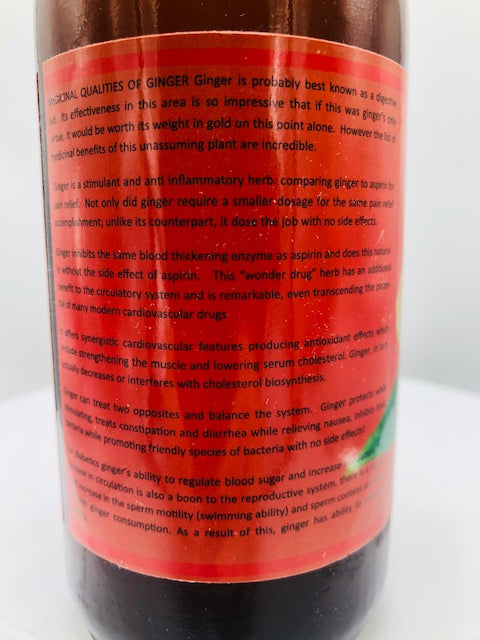 MEDICINAL QUALITIES OF GINGER Ginger is probably best known as a digestive
aid. Its effectiveness in this area is so impressive that if this was ginger's only
virtue, it would be worth its weight in gold un this point alone. However the list of
medicinal benefits of this unassuming plant are incredible.
Ginger is a stimulant and anti inflammatory herb. comparing ginger to aspirin for
pain relief. Not only did ginger require a smaller dosage for the same pain relief
accomplishment; unlike its counterpart, it dose the job with no side effects.
Ginger inhibits the same blood thickening enzyme as aspirin and does this natural-
ly without the side effect of aspirin. This "wonder drug" herb has an additional
benefit to the circulatory system and is remarkable, even transcending the
of many modern cardiovascular drugs
It offers synergistic cardiovascular features producing antioxidant effects which
include strengthening the muscle and lowering serum cholesterol. Ginger, in fact,
actually decreases or interferes with cholesterol biosynthesis.
Ginger can treat two opposites and balance the system. Ginger protects while
stimulating, treats constipation and diarrhea while relieving nausea, inhibits
bacteria while promoting friendly species of bacteria with no side effects!
For diabetics ginger's ability to regulate blood sugar and increase
in circulation is also a boon to the reproductive system,
increase in the sperm motility (swimming ability) and sperm content
ginger consumption. As a result of this, ginger has ability to